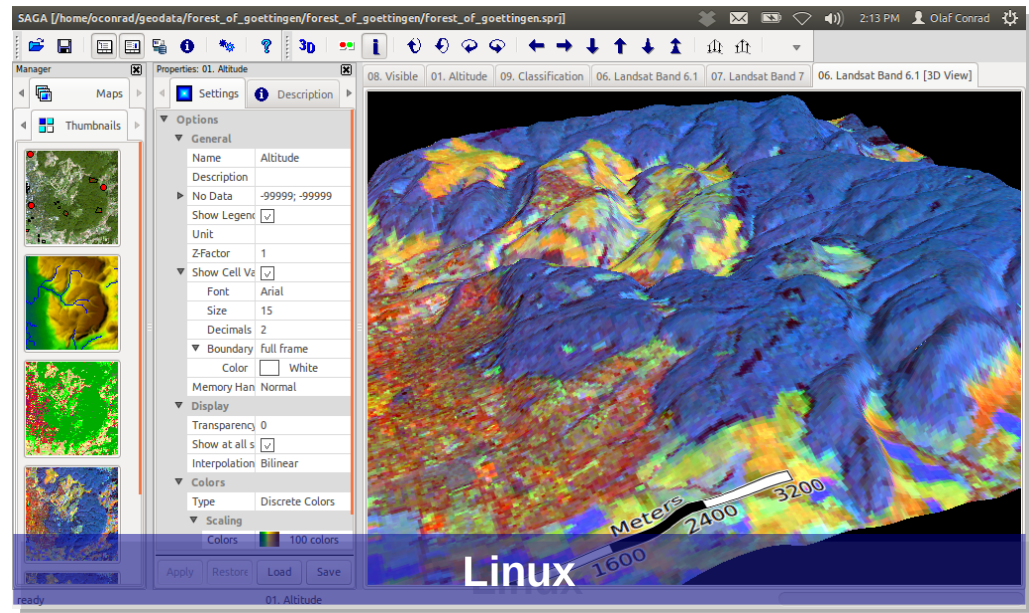 SAGA [/home/oconrad/geodata/forest_of_goettingen/forest_of_goettingen/forest_of_goettingen.sprj]
2:13 PM Olaf Conrad
3D
Manager
Maps
Thumbnails
Properties: 01. Altitude
Settings
Description
Options
General
Name Altitude
Description
No Data -99999; -99999
Show Legend
Unit
Z-Factor 1
Show Cell Va
Font Arial
Size 15
Decimals 2
Boundary full frame
Color White
Memory Han Normal
Display
Transparency 0
Show at all s
Interpolation Bilinear
Colors
Type Discrete Colors
Scaling
Colors 100 colors
Apply Restore Load Save
08. Visible 01. Altitude 09. Classification 06. Landsat Band 6.1 07. Landsat Band 7 06. Landsat Band 6.1 [3D View]
Meters
1600 2400 3200
Linux
ready 01. Altitude